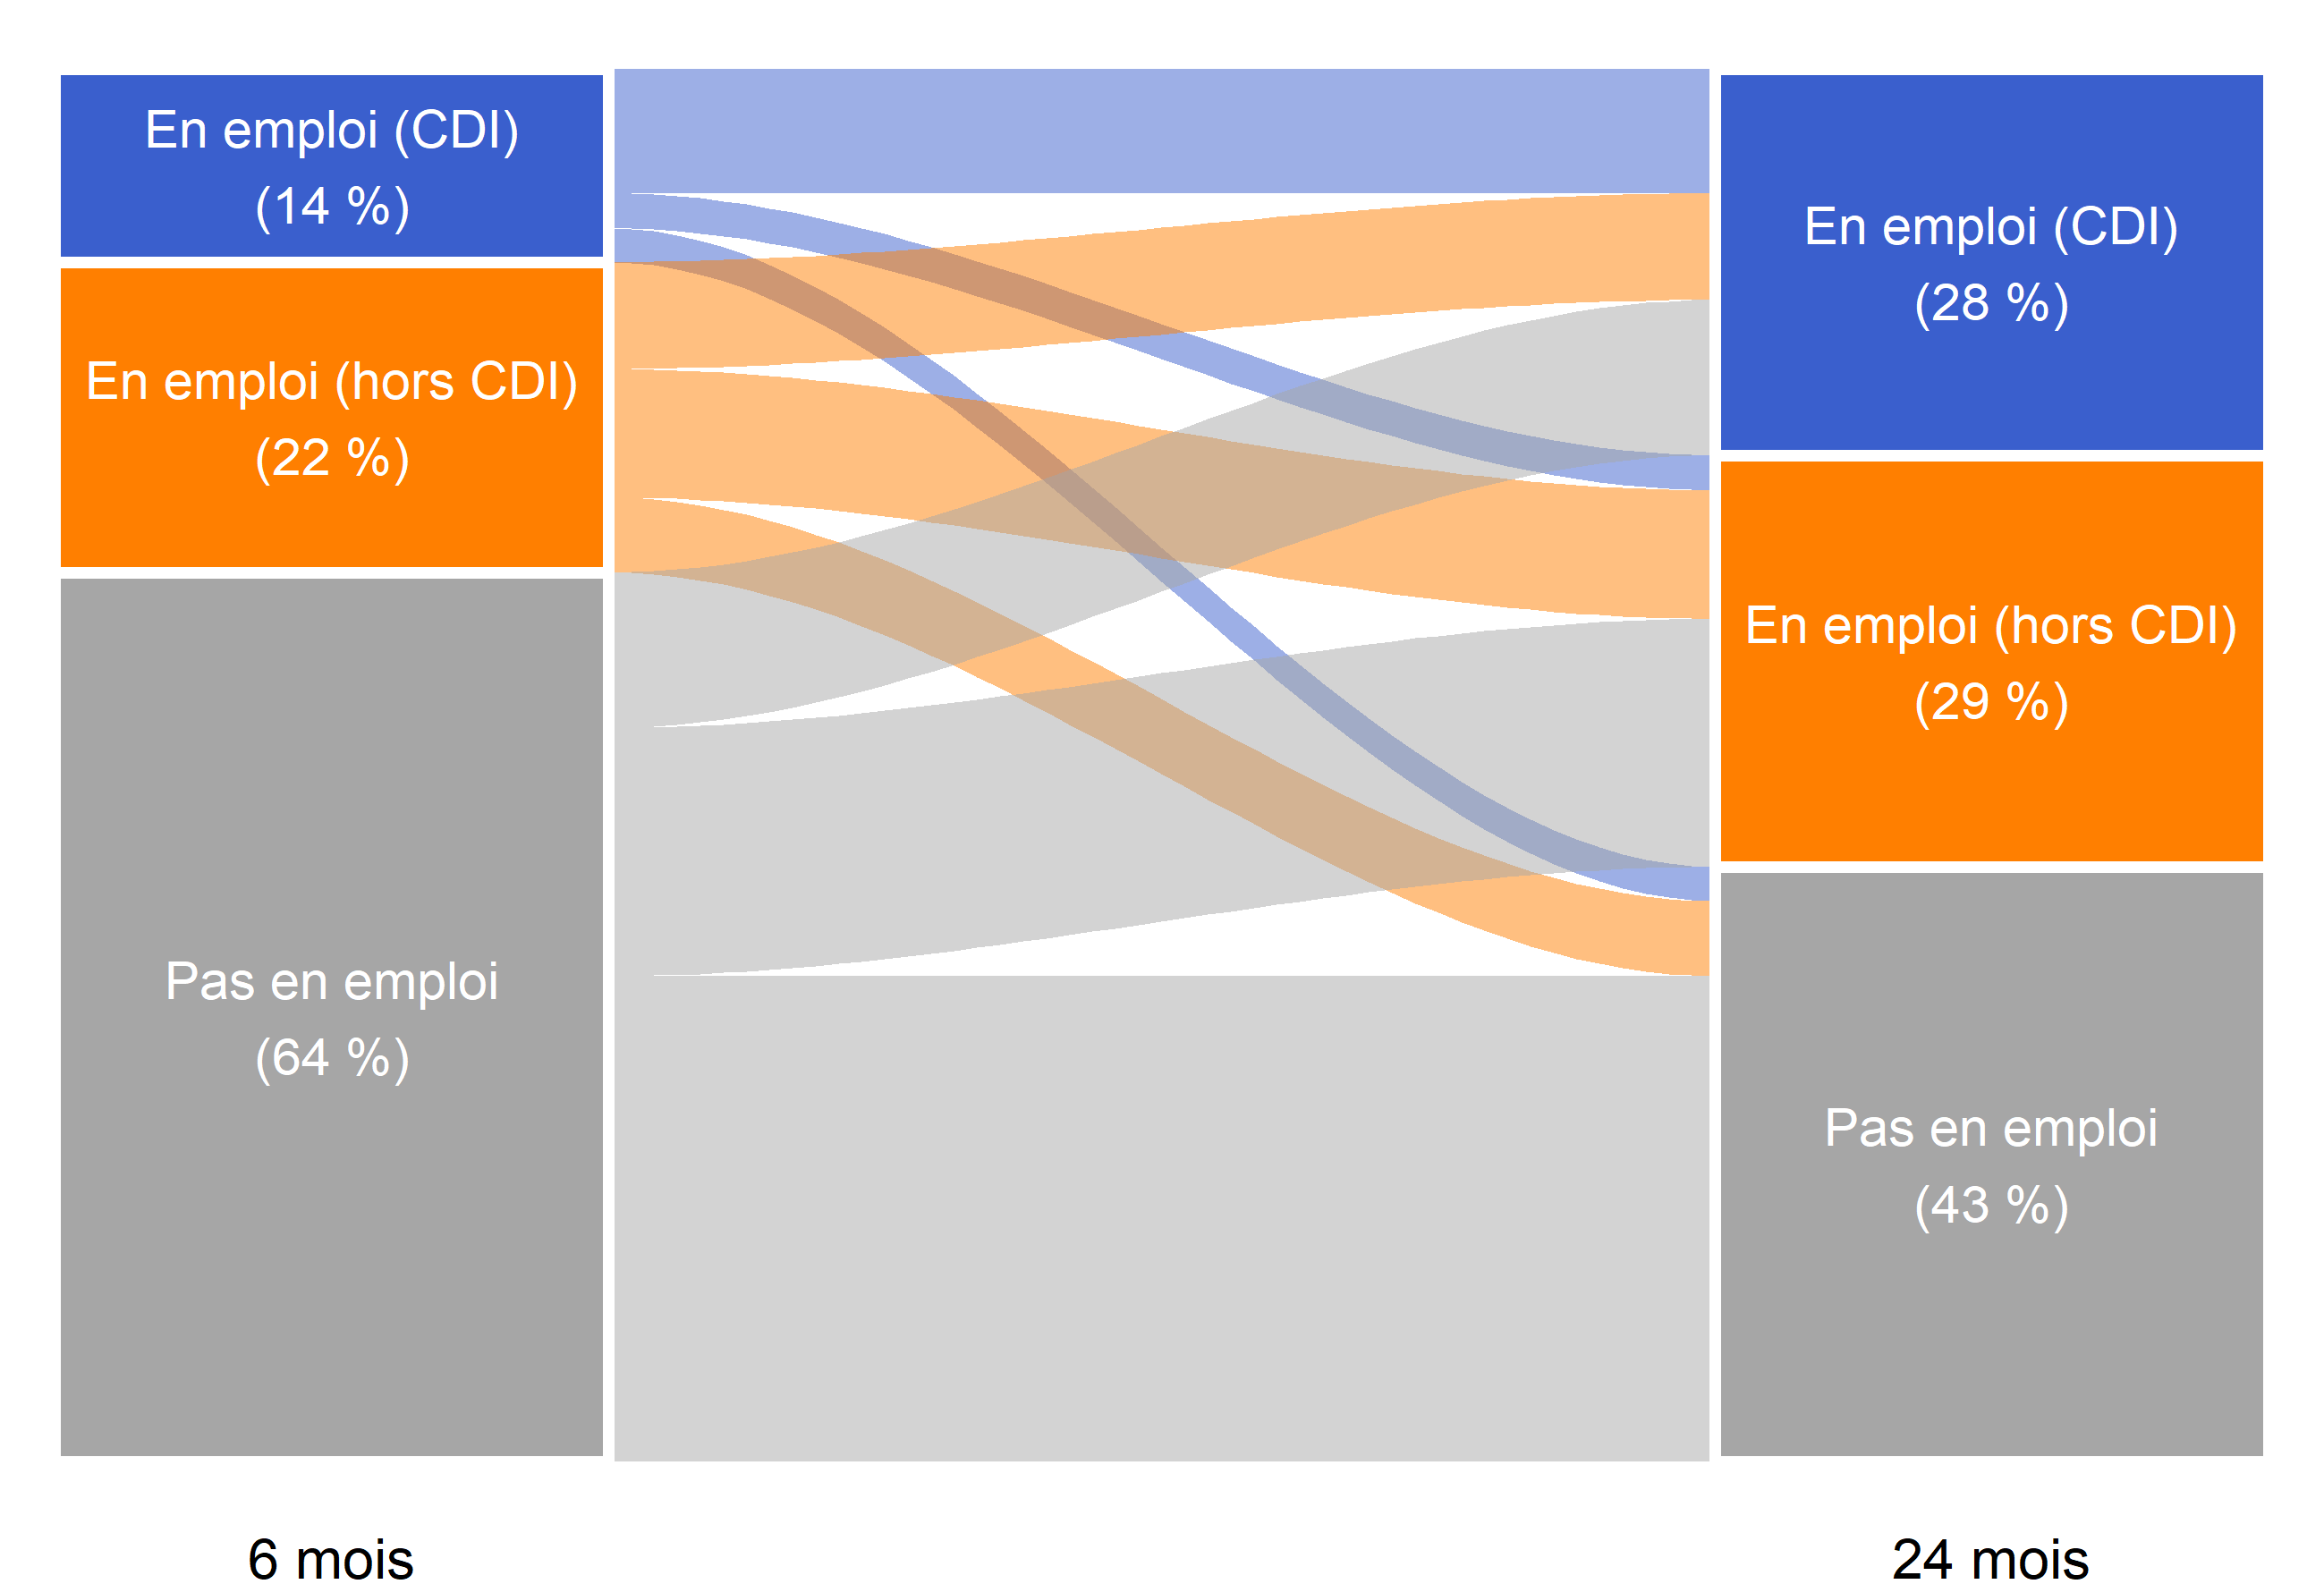 En emploi (CDI)
(14 %)
En emploi (hors CDI)
(22 %)
Pas en emploi
(64 %)
En emploi (CDI)
(28 %)
En emploi (hors CDI)
(29 %)
Pas en emploi
(43 %)
6 mois
24 mois